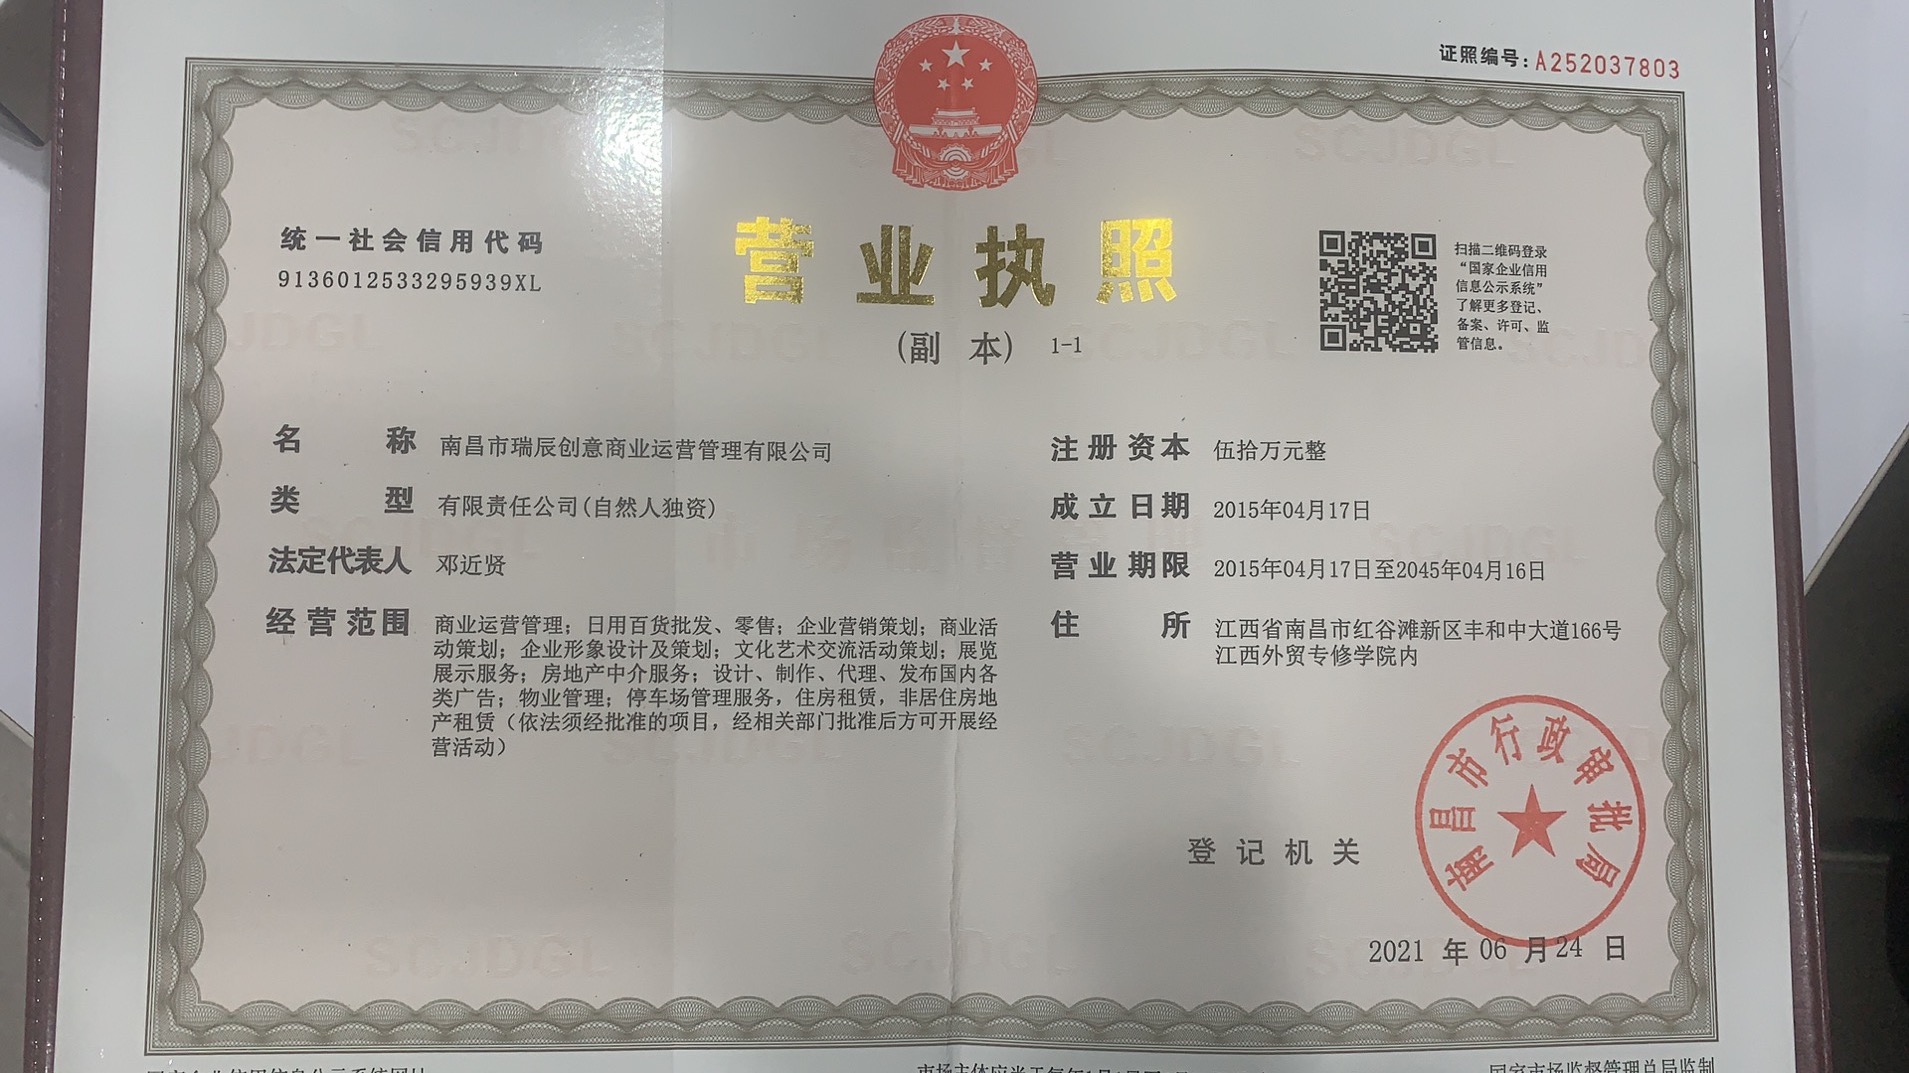 证照编号：A252037803
统一社会信用代码
9136012533295939XL
营业执照
（副 本） 1-1
扫描二维码登录
“国家企业信用
信息公示系统”
了解更多登记、
备案、许可、监
管信息。
名 称 南昌市瑞辰创意商业运营管理有限公司
类 型 有限责任公司(自然人独资)
法定代表人 邓近贤
经营范围 商业运营管理；日用百货批发、零售；企业营销策划；商业活
动策划；企业形象设计及策划；文化艺术交流活动策划；展览
展示服务；房地产中介服务；设计、制作、代理、发布国内各
类广告；物业管理；停车场管理服务，住房租赁，非居住房地
产租赁（依法须经批准的项目，经相关部门批准后方可开展经
营活动）
注册资本 伍拾万元整
成立日期 2015年04月17日
营业期限 2015年04月17日至2045年04月16日
住 所 江西省南昌市红谷滩新区丰和中大道166号
江西外贸专修学院内
登记机关
南昌市行政审批局
2021 年 06 月 24 日
国家市场监督管理总局监制